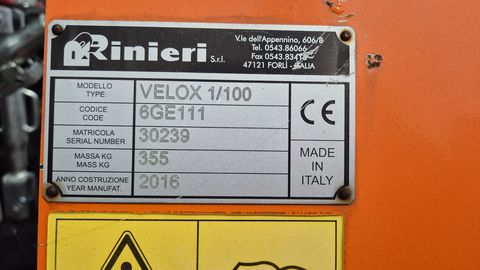 Rinieri S.r.l.
V.le dell'Appennino, 606/B
Tel. 0543.86066
Fax 0543.83418
47121 FORLÌ - ITALIA
MODELLO
TYPE
VELOX 1/100
CODICE
CODE
6GE111
MATRICOLA
SERIAL NUMBER
30239
MASSA KG
MASS KG
355
ANNO COSTRUZIONE
YEAR MANUFAT.
2016
CE
MADE
IN
ITALY